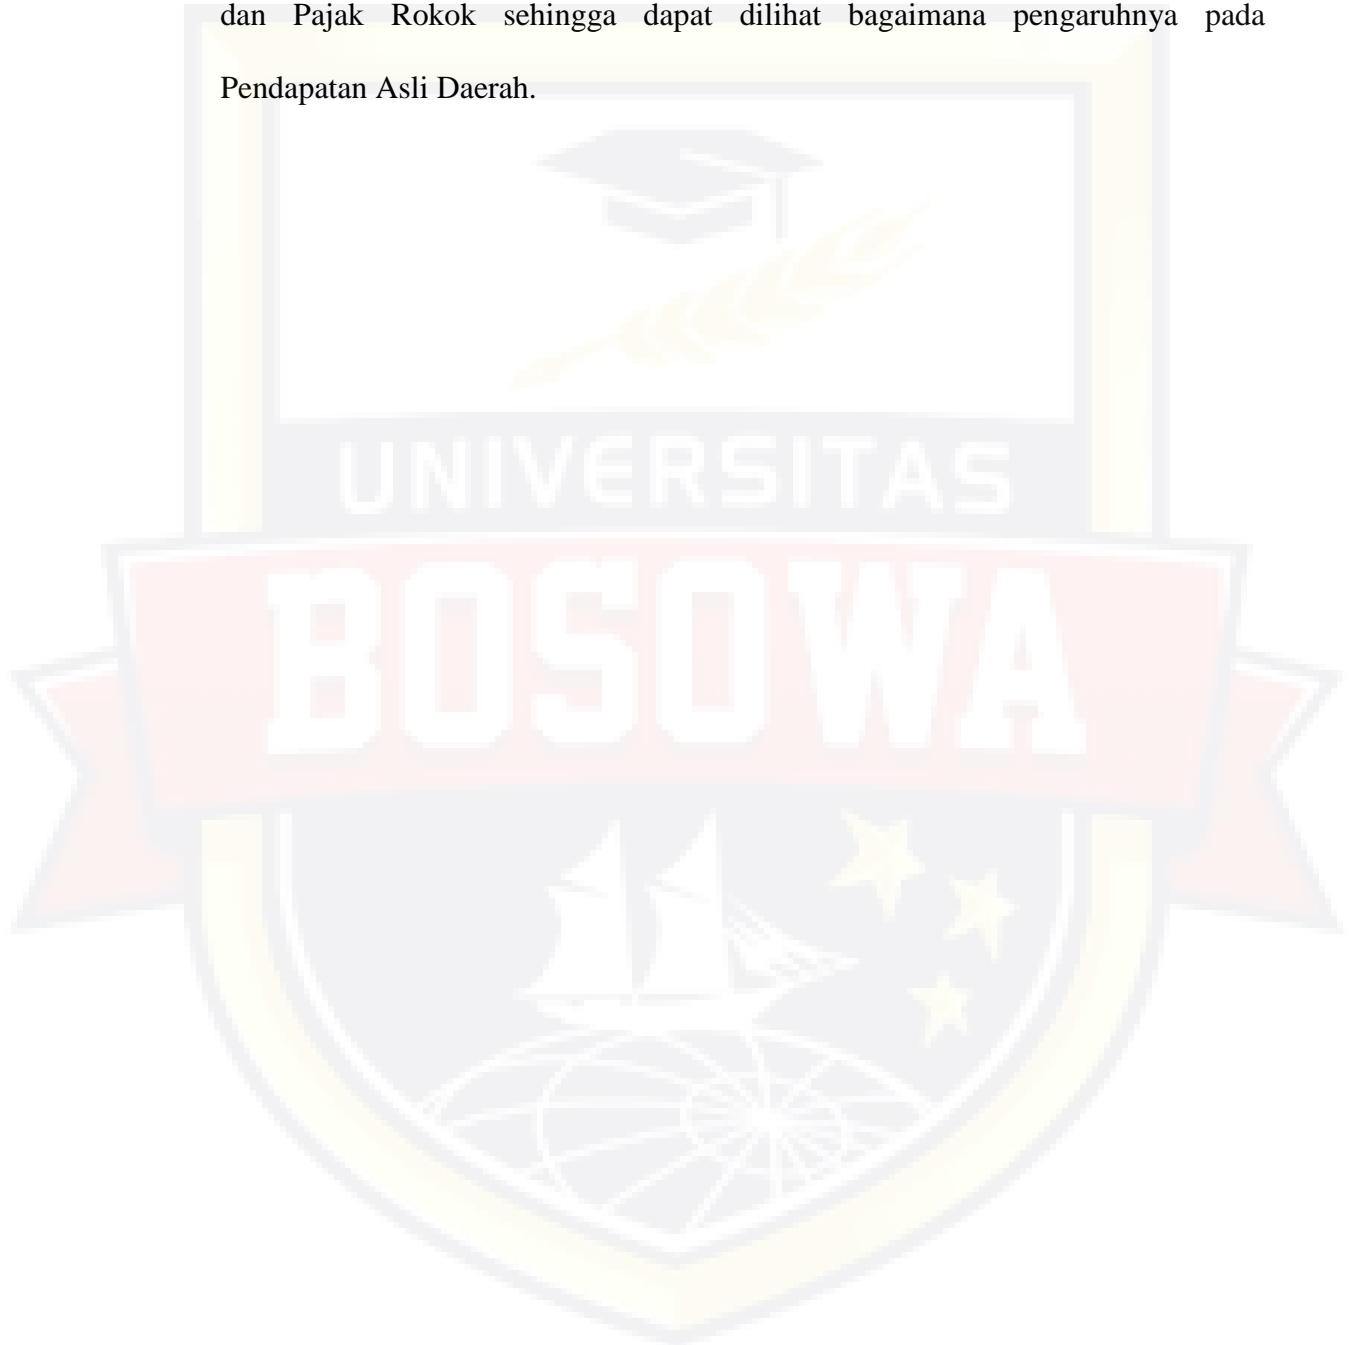 dan Pajak Rokok sehingga dapat dilihat bagaimana pengaruhnya pada
Pendapatan Asli Daerah.
UNIVERSITAS
BOSOWA